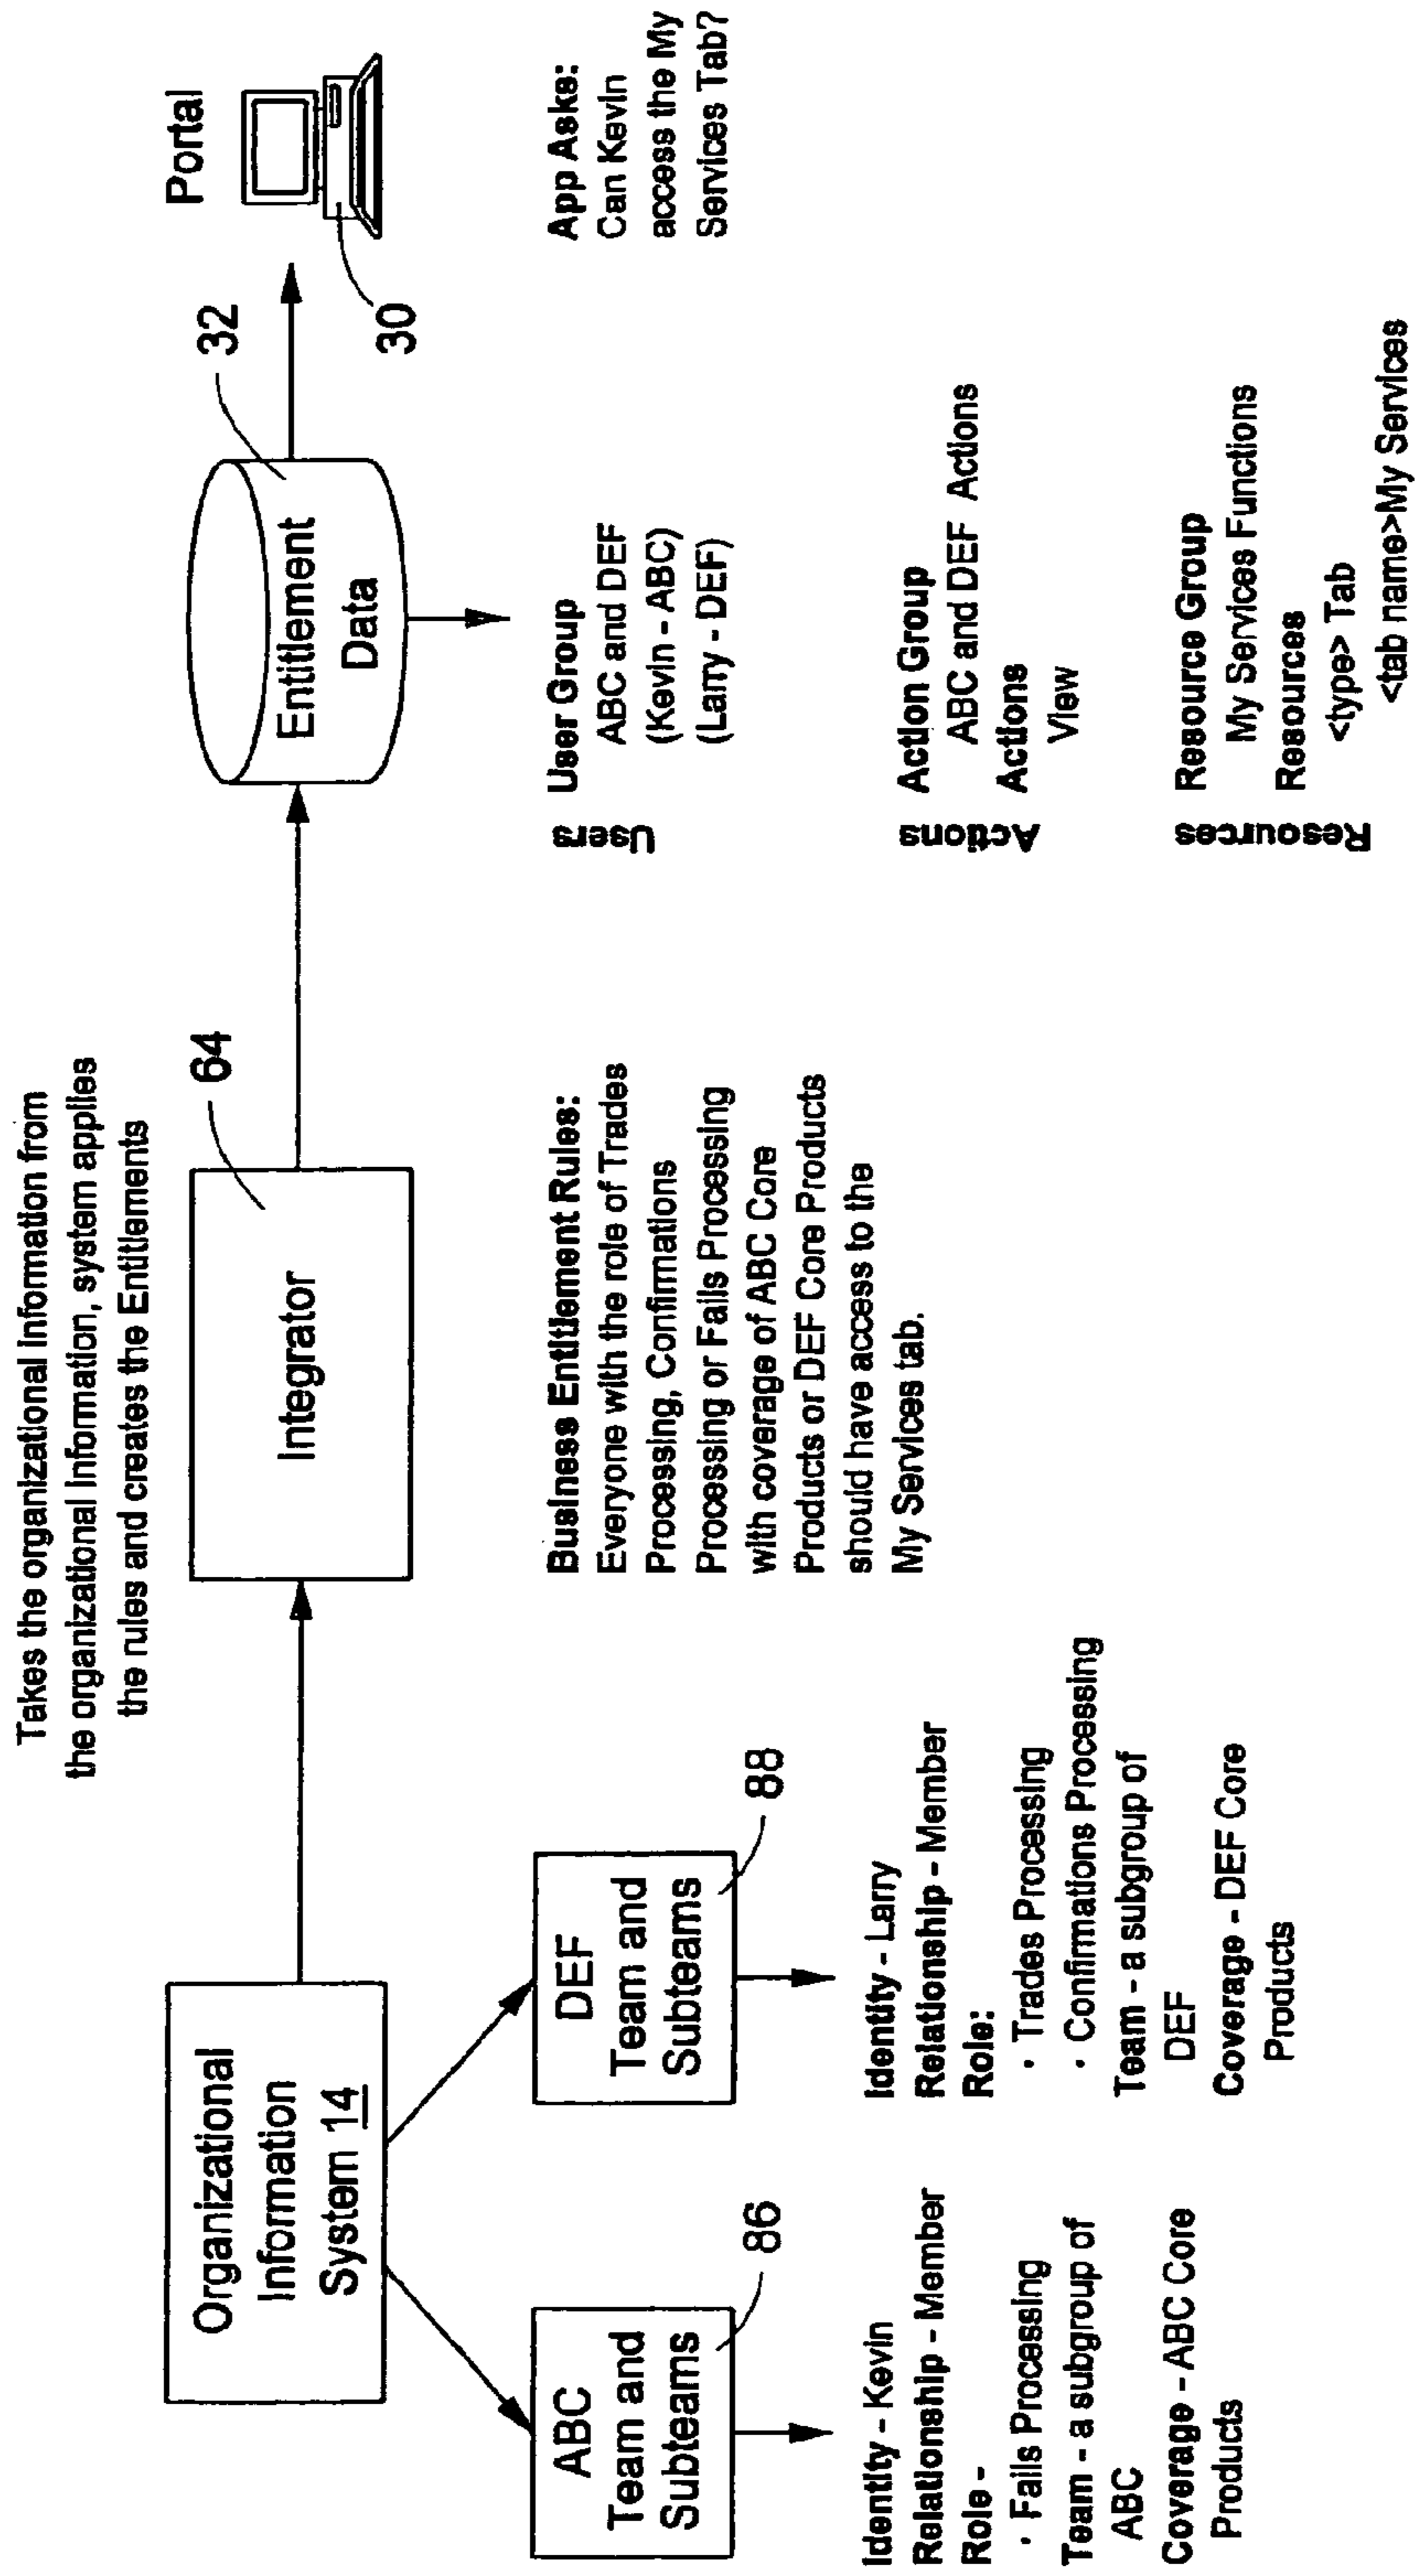 Takes the organizational information from
the organizational information, system applies
the rules and creates the Entitlements
Organizational
Information
System 14
Integrator
64
Entitlement
Data
32
Portal
30
ABC
Team and
Subteams
86
DEF
Team and
Subteams
88
Identity - Kevin
Relationship - Member
Role -
· Fails Processing
Team - a subgroup of
ABC
Coverage - ABC Core
Products
Identity - Larry
Relationship - Member
Role:
· Trades Processing
· Confirmations Processing
Team - a subgroup of
DEF
Coverage - DEF Core
Products
Business Entitlement Rules:
Everyone with the role of Trades
Processing, Confirmations
Processing or Fails Processing
with coverage of ABC Core
Products or DEF Core Products
should have access to the
My Services tab.
Users
User Group
ABC and DEF
(Kevin - ABC)
(Larry - DEF)
Actions
Action Group
ABC and DEF Actions
Actions
View
Resources
Resource Group
My Services Functions
Resources
<type> Tab
<tab name>My Services
App Asks:
Can Kevin
access the My
Services Tab?